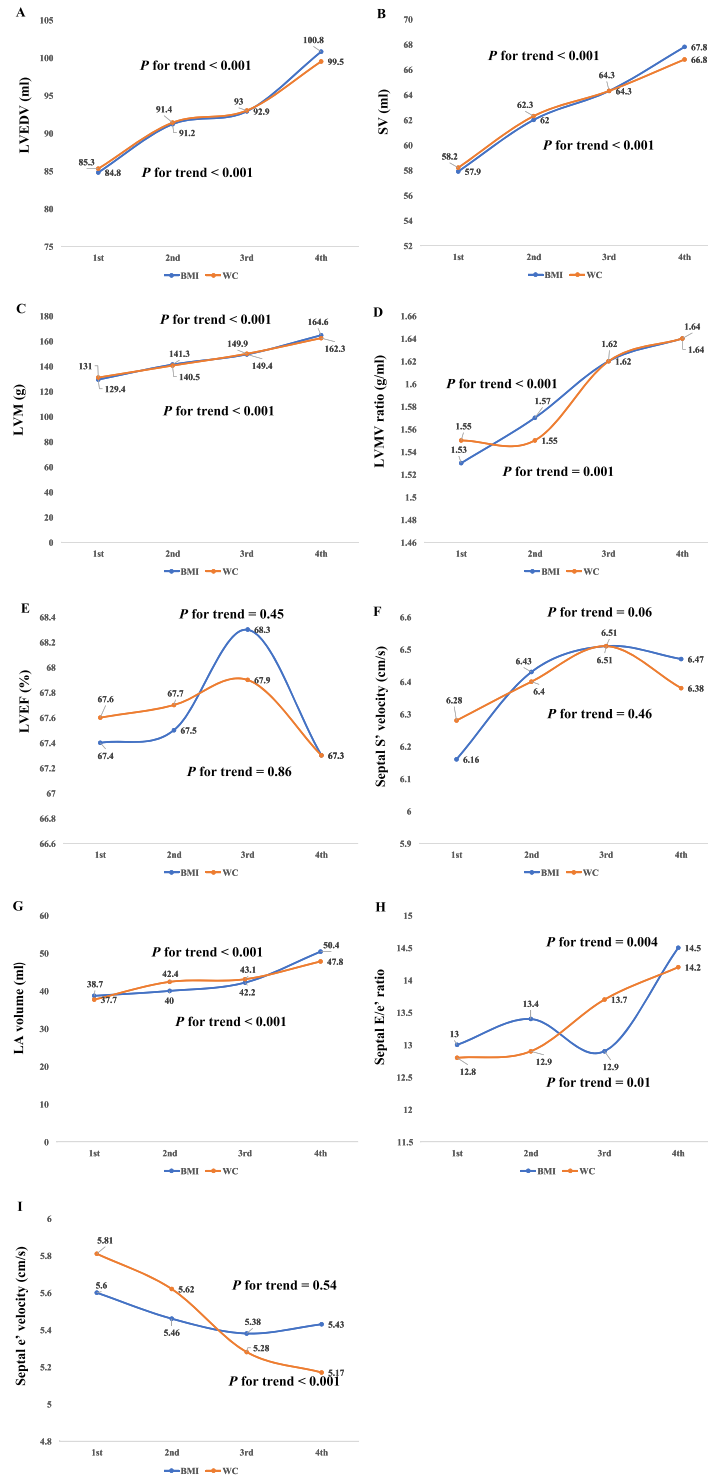 A
LVEDV (ml)
105
100
95
90
85
80
75
P for trend < 0.001
P for trend < 0.001
85.3
84.8
91.4
91.2
93
92.9
100.8
99.5
1st 2nd 3rd 4th
BMI WC
B
SV (ml)
70
68
66
64
62
60
58
56
54
52
P for trend < 0.001
P for trend < 0.001
58.2
57.9
62.3
62
64.3
64.3
67.8
66.8
1st 2nd 3rd 4th
BMI WC
C
LVM (g)
180
160
140
120
100
80
60
40
20
0
P for trend < 0.001
P for trend < 0.001
131
129.4
141.3
140.5
149.9
149.4
164.6
162.3
1st 2nd 3rd 4th
BMI WC
D
LVMV ratio (g/ml)
1.66
1.64
1.62
1.6
1.58
1.56
1.54
1.52
1.5
1.48
1.46
P for trend < 0.001
P for trend = 0.001
1.55
1.53
1.57
1.55
1.62
1.62
1.64
1.64
1st 2nd 3rd 4th
BMI WC
E
LVEF (%)
68.4
68.2
68
67.8
67.6
67.4
67.2
67
66.8
66.6
P for trend = 0.45
P for trend = 0.86
67.6
67.4
67.7
67.5
68.3
67.9
67.3
1st 2nd 3rd 4th
BMI WC
F
Septal S’ velocity (cm/s)
6.6
6.5
6.4
6.3
6.2
6.1
6
5.9
P for trend = 0.06
P for trend = 0.46
6.28
6.16
6.43
6.4
6.51
6.51
6.47
6.38
1st 2nd 3rd 4th
BMI WC
G
LA volume (ml)
60
50
40
30
20
10
0
P for trend < 0.001
P for trend < 0.001
38.7
37.7
42.4
40
43.1
42.2
50.4
47.8
1st 2nd 3rd 4th
BMI WC
H
Septal E/e’ ratio
15
14.5
14
13.5
13
12.5
12
11.5
P for trend = 0.004
P for trend = 0.01
13
12.8
13.4
12.9
13.7
12.9
14.5
14.2
1st 2nd 3rd 4th
BMI WC
I
Septal e’ velocity (cm/s)
6
5.8
5.6
5.4
5.2
5
4.8
P for trend = 0.54
P for trend < 0.001
5.81
5.6
5.62
5.46
5.38
5.28
5.43
5.17
1st 2nd 3rd 4th
BMI WC